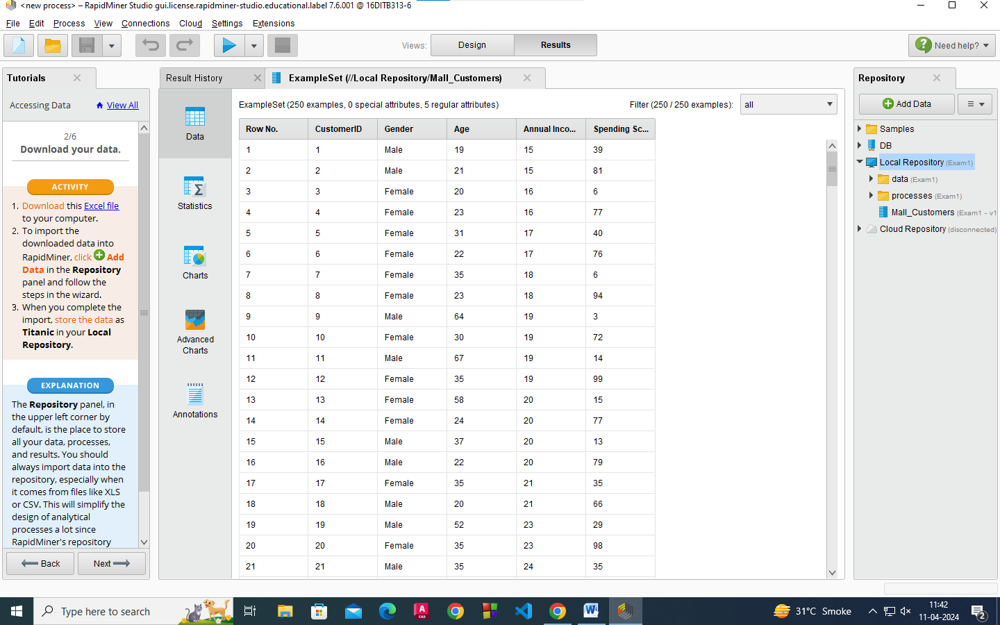 <new process> – RapidMiner Studio gui.license.rapidminer-studio.educational.label 7.6.001 @ 16DITB313-6
File Edit Process View Connections Cloud Settings Extensions
Views: Design Results Need help?
Tutorials
Accessing Data View All
2/6
Download your data.
ACTIVITY
1. Download this Excel file
to your computer.
2. To import the
downloaded data into
RapidMiner, click Add
Data in the Repository
panel and follow the
steps in the wizard.
3. When you complete the
import, store the data as
Titanic in your Local
Repository.
EXPLANATION
The Repository panel, in
the upper left corner by
default, is the place to store
all your data, processes,
and results. You should
always import data into the
repository, especially when
it comes from files like XLS
or CSV. This will simplify the
design of analytical
processes a lot since
RapidMiner's repository
Back Next
Result History ExampleSet (//Local Repository/Mall_Customers)
Data
Statistics
Charts
Advanced
Charts
Annotations
ExampleSet (250 examples, 0 special attributes, 5 regular attributes) Filter (250 / 250 examples): all
Row No. CustomerID Gender Age Annual Inco... Spending Sc...
1 1 Male 19 15 39
2 2 Male 21 15 81
3 3 Female 20 16 6
4 4 Female 23 16 77
5 5 Female 31 17 40
6 6 Female 22 17 76
7 7 Female 35 18 6
8 8 Female 23 18 94
9 9 Male 64 19 3
10 10 Female 30 19 72
11 11 Male 67 19 14
12 12 Female 35 19 99
13 13 Female 58 20 15
14 14 Female 24 20 77
15 15 Male 37 20 13
16 16 Male 22 20 79
17 17 Female 35 21 35
18 18 Male 20 21 66
19 19 Male 52 23 29
20 20 Female 35 23 98
21 21 Male 35 24 35
Repository
Add Data
Samples
DB
Local Repository (Exam1)
data (Exam1)
processes (Exam1)
Mall_Customers (Exam1 - v1
Cloud Repository (disconnected)
Type here to search
31°C Smoke
11:42
11-04-2024
2